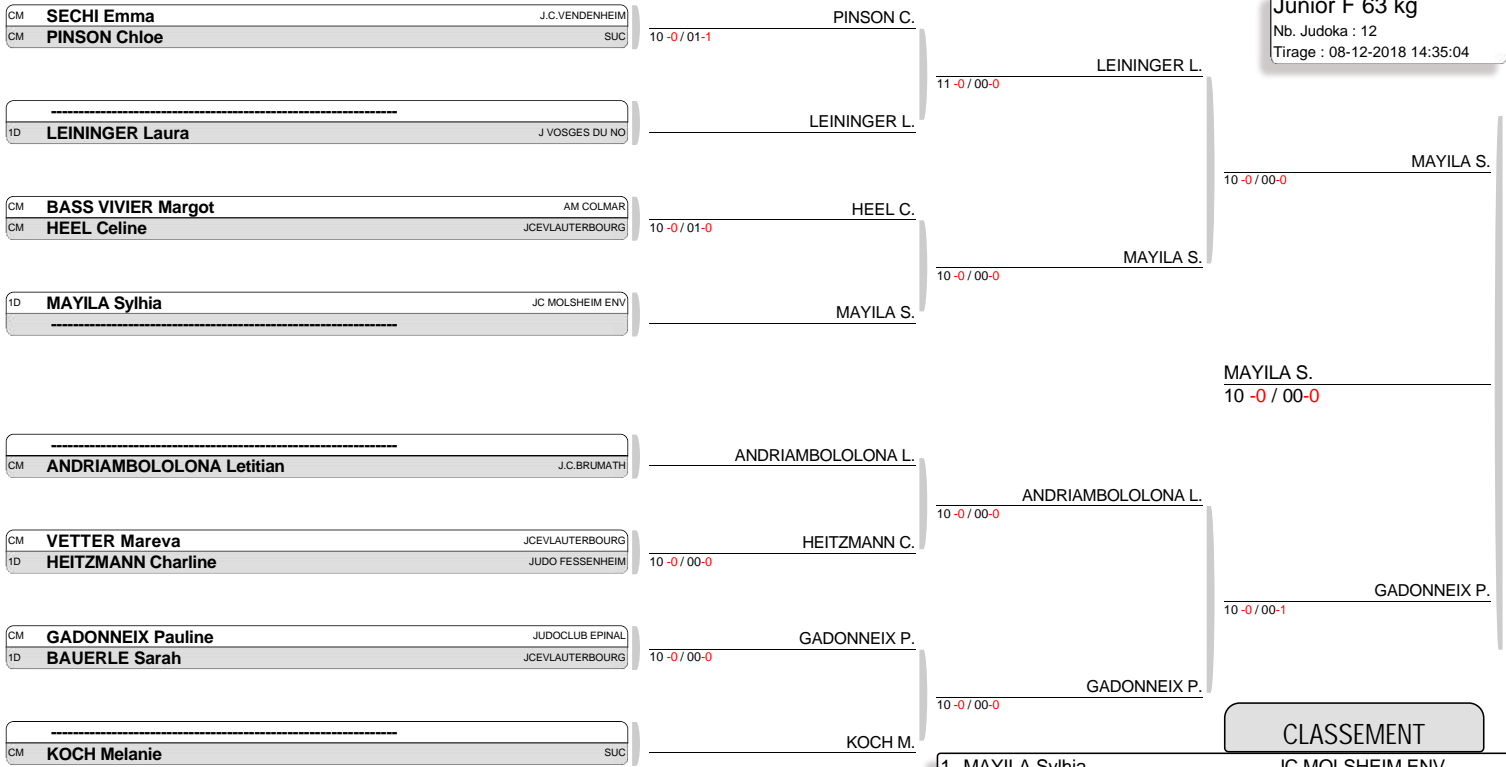 Junior F 63 kg
Nb. Judoka : 12
Tirage : 08-12-2018 14:35:04
CM SECHI Emma J.C.VENDENHEIM
CM PINSON Chloe SUC
PINSON C.
10 -0 / 01-1
LEININGER L.
11 -0 / 00-0
------------------------------------------------------------------
1D LEININGER Laura J VOSGES DU NO
LEININGER L.
MAYILA S.
10 -0 / 00-0
CM BASS VIVIER Margot AM COLMAR
CM HEEL Celine JCEVLAUTERBOURG
HEEL C.
10 -0 / 01-0
MAYILA S.
10 -0 / 00-0
1D MAYILA Sylhia JC MOLSHEIM ENV
------------------------------------------------------------------
MAYILA S.
MAYILA S.
10 -0 / 00-0
------------------------------------------------------------------
CM ANDRIAMBOLOLONA Letitian J.C.BRUMATH
ANDRIAMBOLOLONA L.
ANDRIAMBOLOLONA L.
10 -0 / 00-0
CM VETTER Mareva JCEVLAUTERBOURG
1D HEITZMANN Charline JUDO FESSENHEIM
HEITZMANN C.
10 -0 / 00-0
GADONNEIX P.
10 -0 / 00-1
CM GADONNEIX Pauline JUDOCLUB EPINAL
1D BAUERLE Sarah JCEVLAUTERBOURG
GADONNEIX P.
10 -0 / 00-0
GADONNEIX P.
10 -0 / 00-0
------------------------------------------------------------------
CM KOCH Melanie SUC
KOCH M.
CLASSEMENT
1 MAYILA Sylhia JC MOLSHEIM ENV